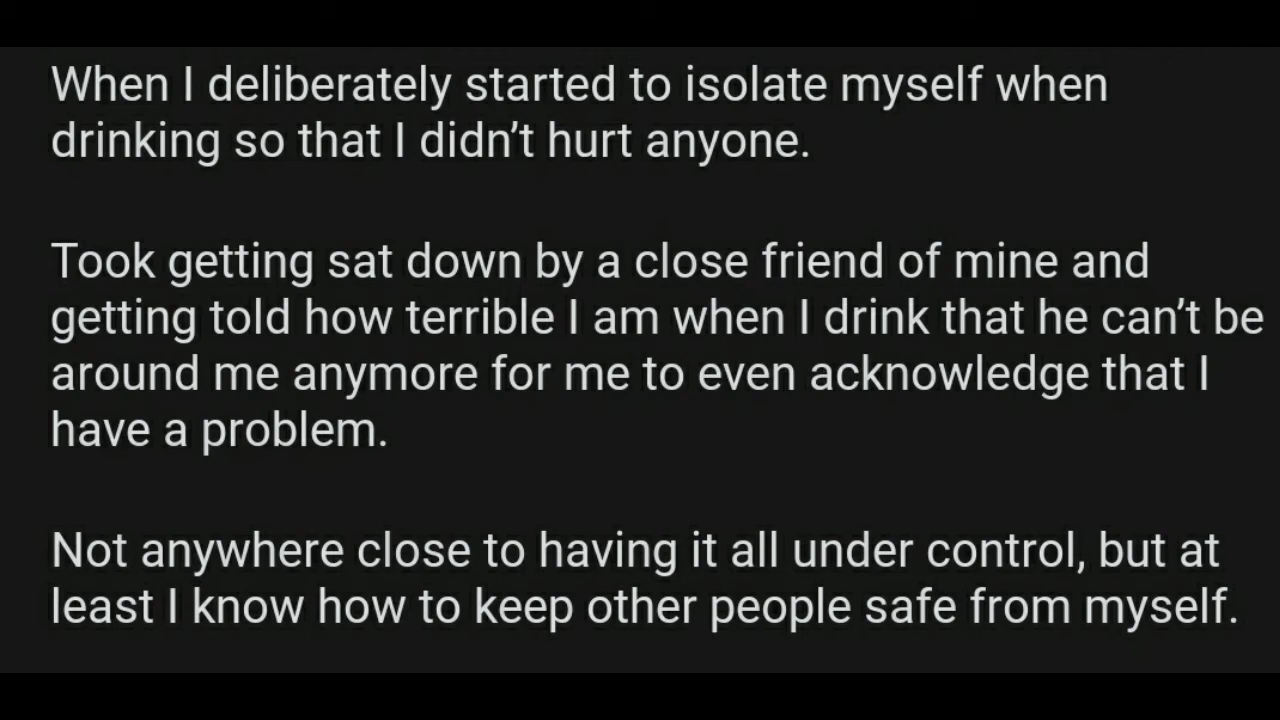 When I deliberately started to isolate myself when
drinking so that I didn’t hurt anyone.
Took getting sat down by a close friend of mine and
getting told how terrible I am when I drink that he can’t be
around me anymore for me to even acknowledge that I
have a problem.
Not anywhere close to having it all under control, but at
least I know how to keep other people safe from myself.